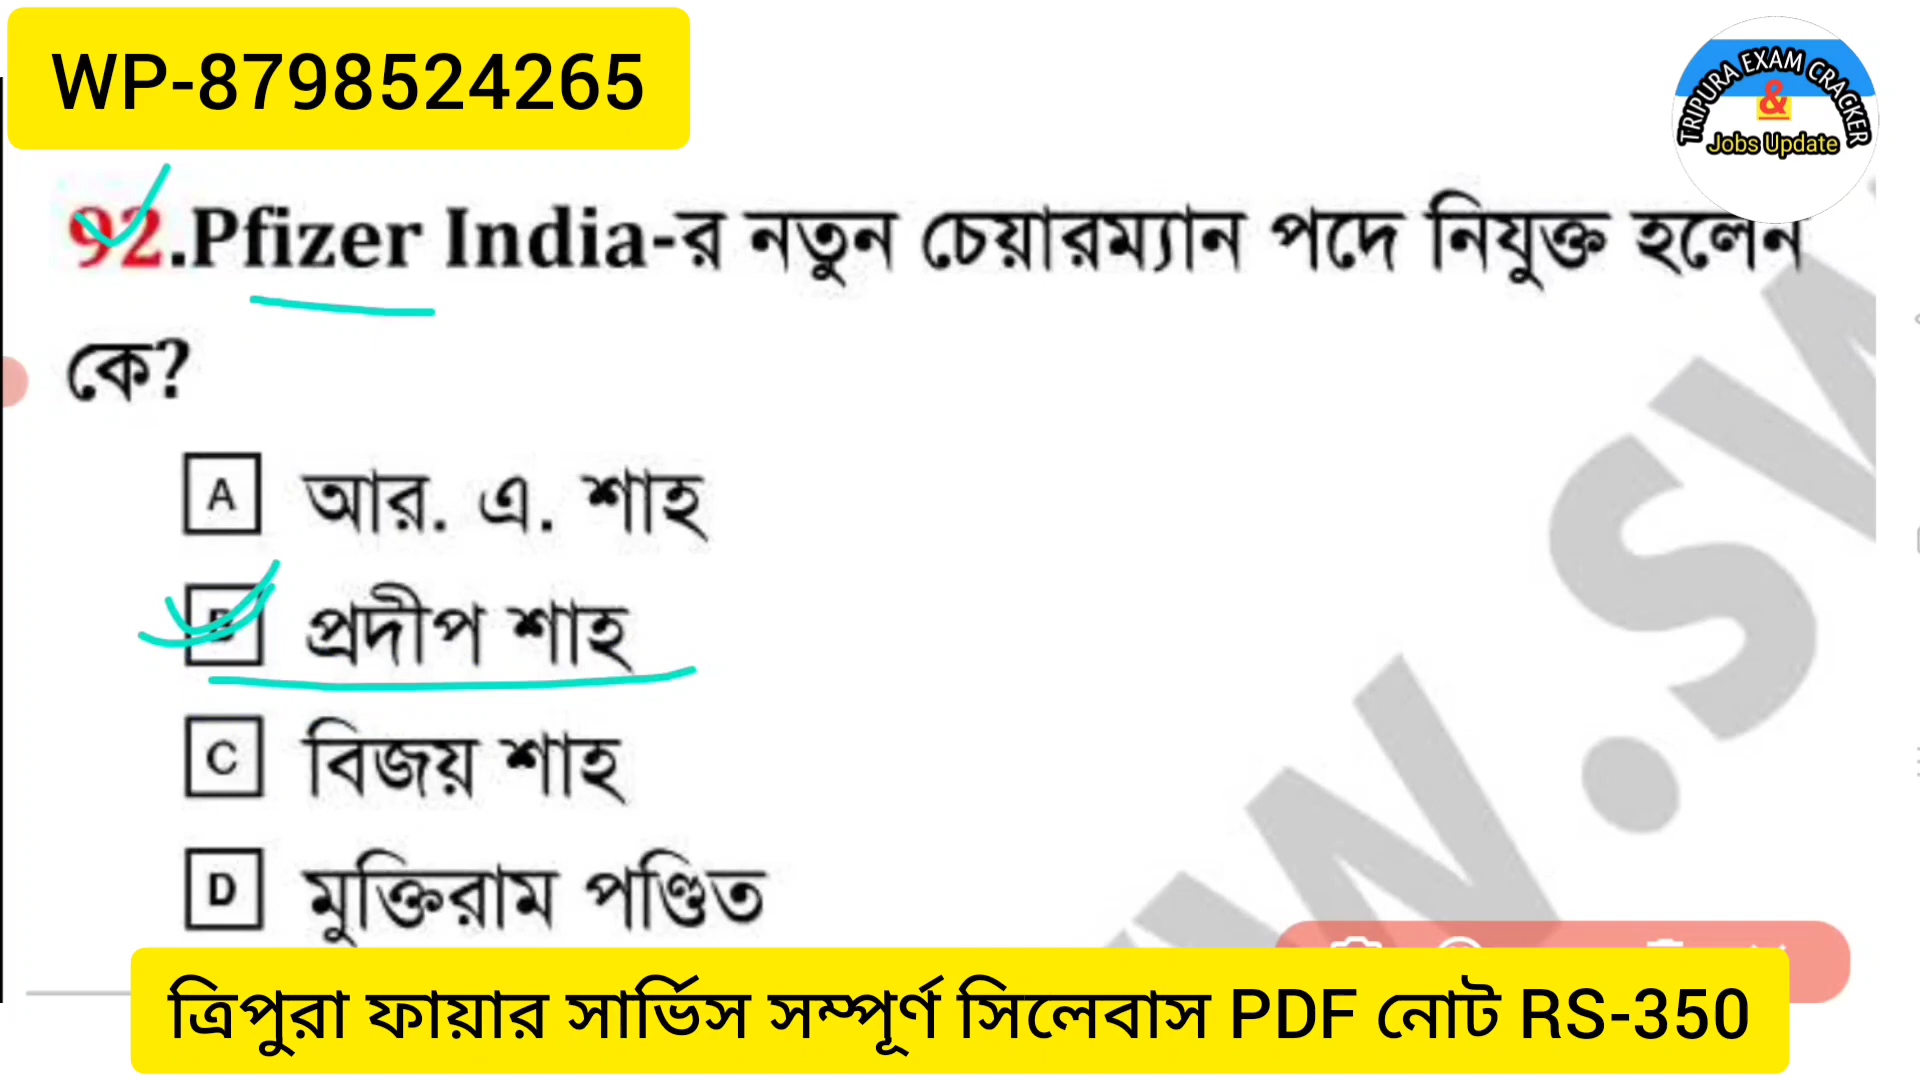 WP-8798524265
TRIPURA EXAM CRACKER
&
Jobs Update
92.Pfizer India-র নতুন চেয়ারম্যান পদে নিযুক্ত হলেন
কে?
A আর. এ. শাহ
B প্রদীপ শাহ
C বিজয় শাহ
D মুক্তিরাম পণ্ডিত
ত্রিপুরা ফায়ার সার্ভিস সম্পূর্ণ সিলেবাস PDF নোট RS-350